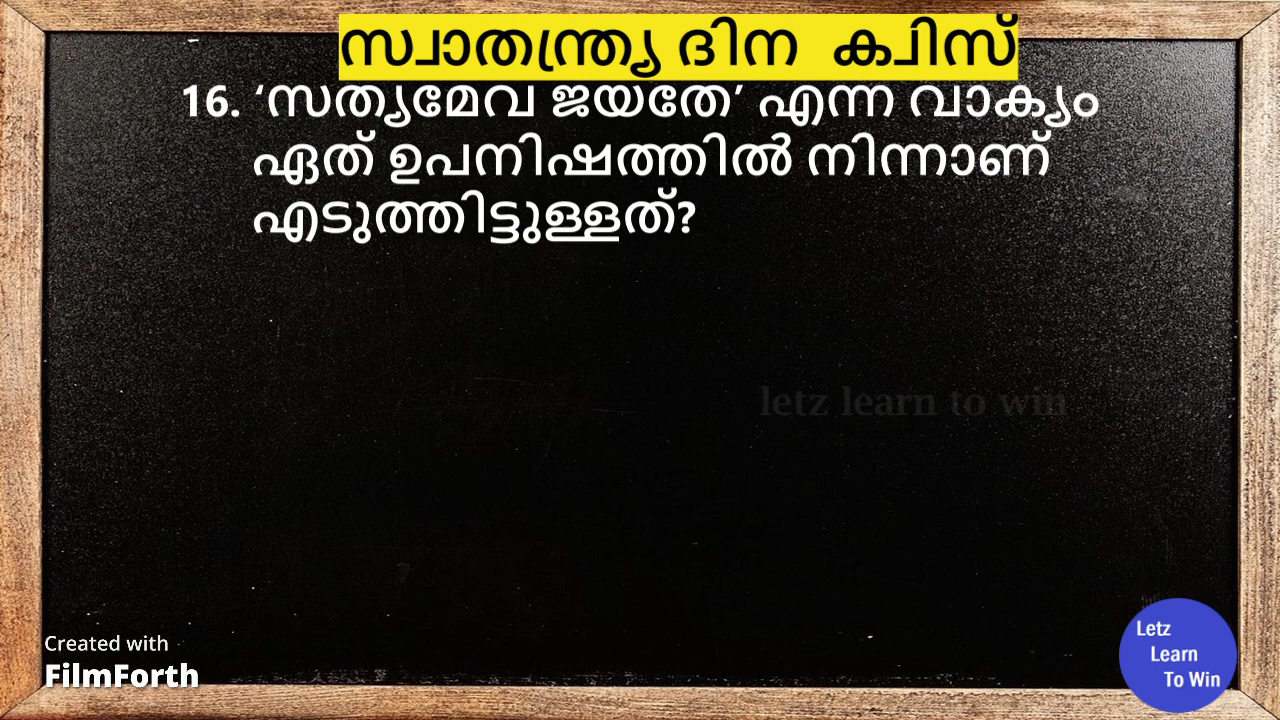 സ്വാതന്ത്ര്യ ദിന ക്വിസ്
16. ‘സത്യമേവ ജയതേ’ എന്ന വാക്യം
ഏത് ഉപനിഷത്തിൽ നിന്നാണ്
എടുത്തിട്ടുള്ളത്?
letz learn to win
Created with
FilmForth
Letz
Learn
To Win